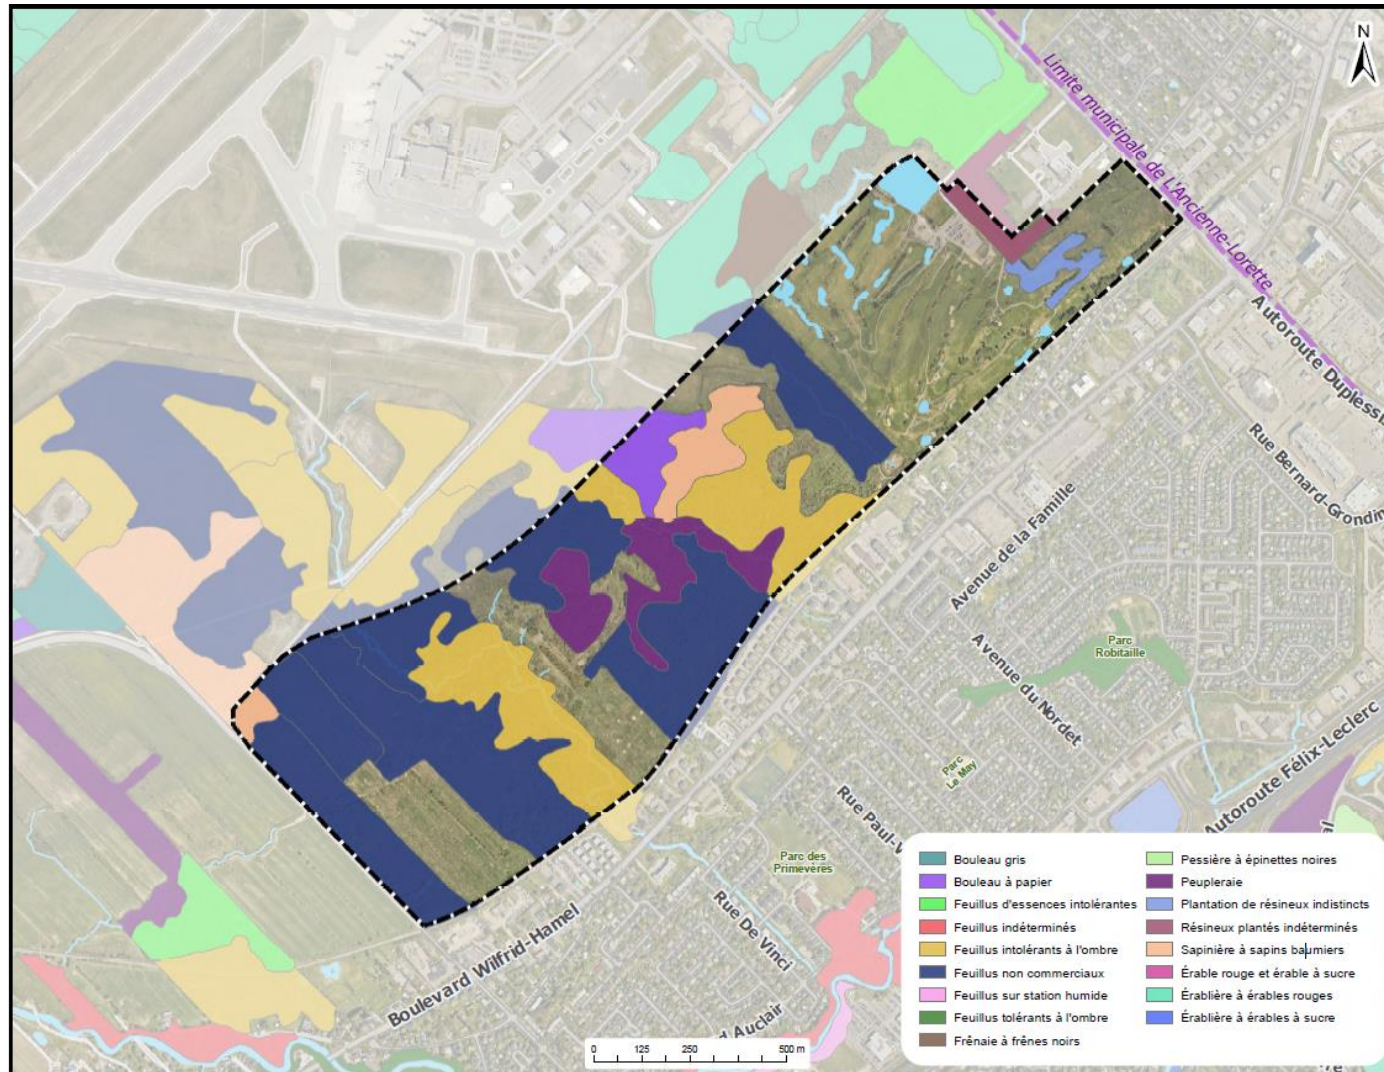 N
Limite municipale de L'Ancienne-Lorette
Autoroute Duplessi
Rue Bernard-Grondin
Avenue de la Famille
Parc
Robitaille
Avenue du Nordet
Parc
Le May
Autoroute Félix-Leclerc
Rue Paul-V
Parc des
Primevères
Rue De Vinci
Boulevard Wilfrid-Hamel
d Auclair
0 125 250 500 m
Bouleau gris
Bouleau à papier
Feuillus d'essences intolérantes
Feuillus indéterminés
Feuillus intolérants à l'ombre
Feuillus non commerciaux
Feuillus sur station humide
Feuillus tolérants à l'ombre
Frênaie à frênes noirs
Pessière à épinettes noires
Peupleraie
Plantation de résineux indistincts
Résineux plantés indéterminés
Sapinière à sapins baumiers
Érable rouge et érable à sucre
Érablière à érables rouges
Érablière à érables à sucre